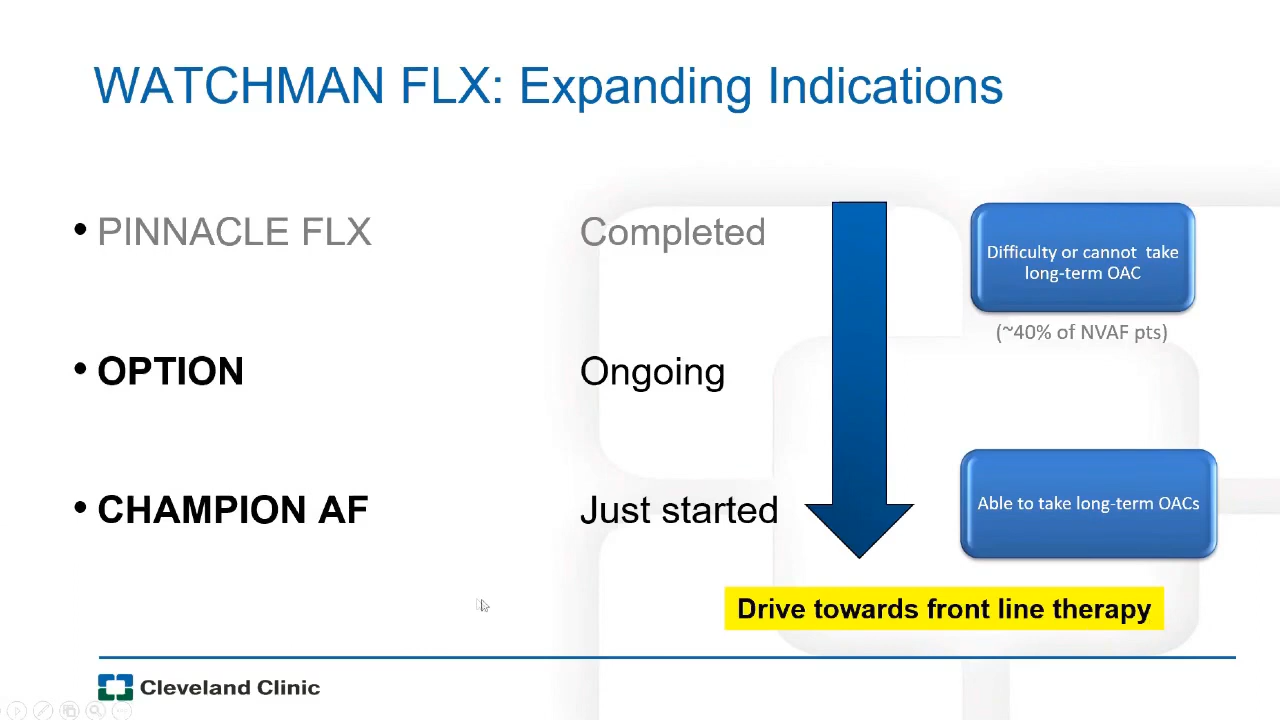 WATCHMAN FLX: Expanding Indications
• PINNACLE FLX Completed
Difficulty or cannot take
long-term OAC
(~40% of NVAF pts)
• OPTION Ongoing
• CHAMPION AF Just started
Able to take long-term OACs
Drive towards front line therapy
Cleveland Clinic